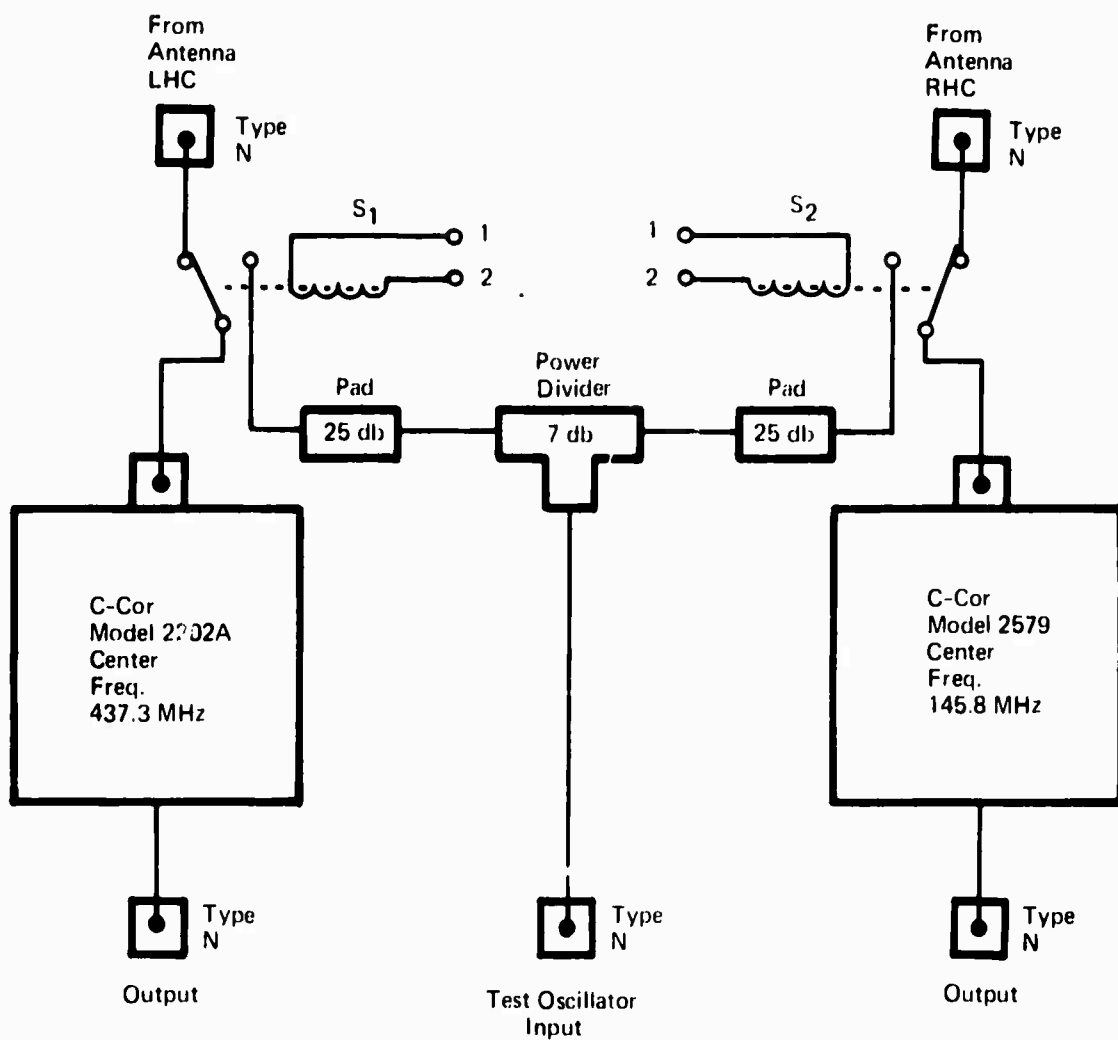 From
Antenna
LHC
Type
N
From
Antenna
RHC
Type
N
S1
1
2
S2
1
2
Pad
25 db
Power
Divider
7 db
Pad
25 db
C-Cor
Model
Center
Freq.
437.3 MHz
C-Cor
Model 2579
Center
Freq.
145.8 MHz
Type
N
Output
Type
N
Test Oscillator
Input
Type
N
Output